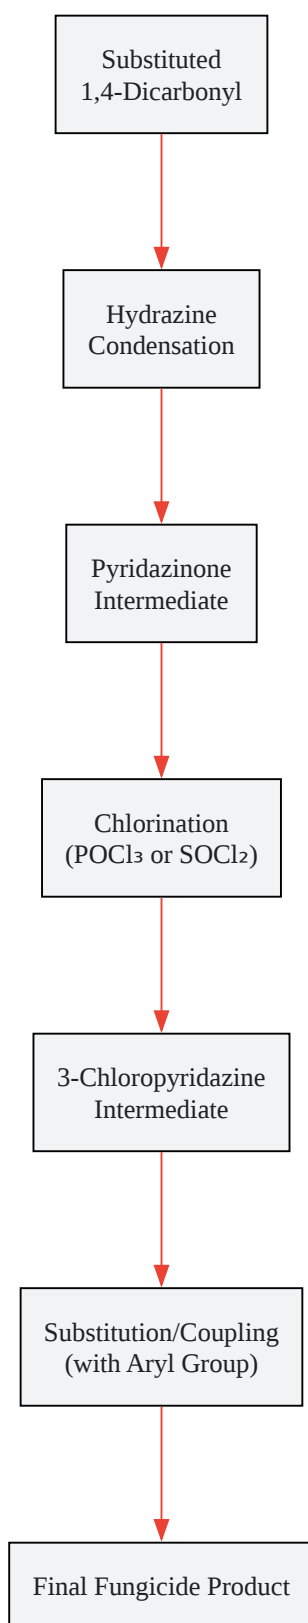 Substituted
1,4-Dicarbonyl
Hydrazine
Condensation
Pyridazinone
Intermediate
Chlorination
(POCl₃ or SOCl₂)
3-Chloropyridazine
Intermediate
Substitution/Coupling
(with Aryl Group)
Final Fungicide Product